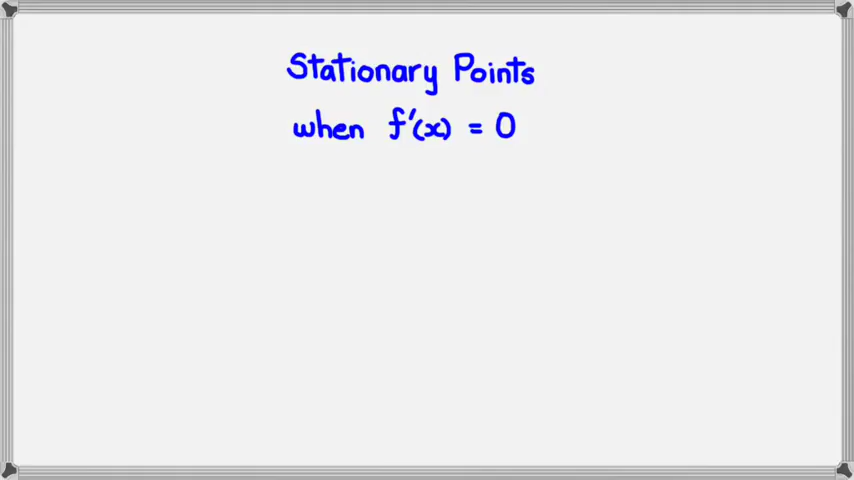 Stationary Points
when f'(x) = 0